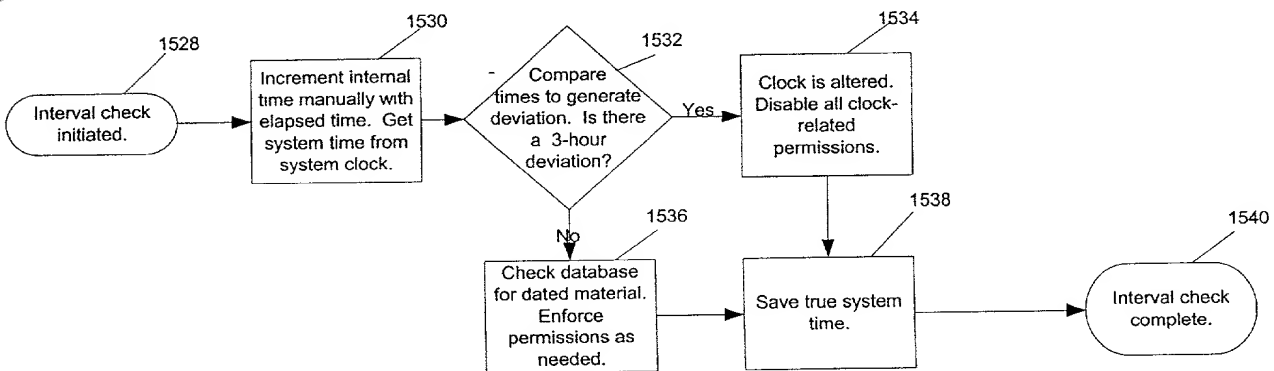 1528
Interval check
initiated.
1530
Increment internal
time manually with
elapsed time. Get
system time from
system clock.
1532
Compare
times to generate
deviation. Is there
a 3-hour
deviation?
Yes
No
1534
Clock is altered.
Disable all clock-
related
permissions.
1536
Check database
for dated material.
Enforce
permissions as
needed.
1538
Save true system
time.
1540
Interval check
complete.